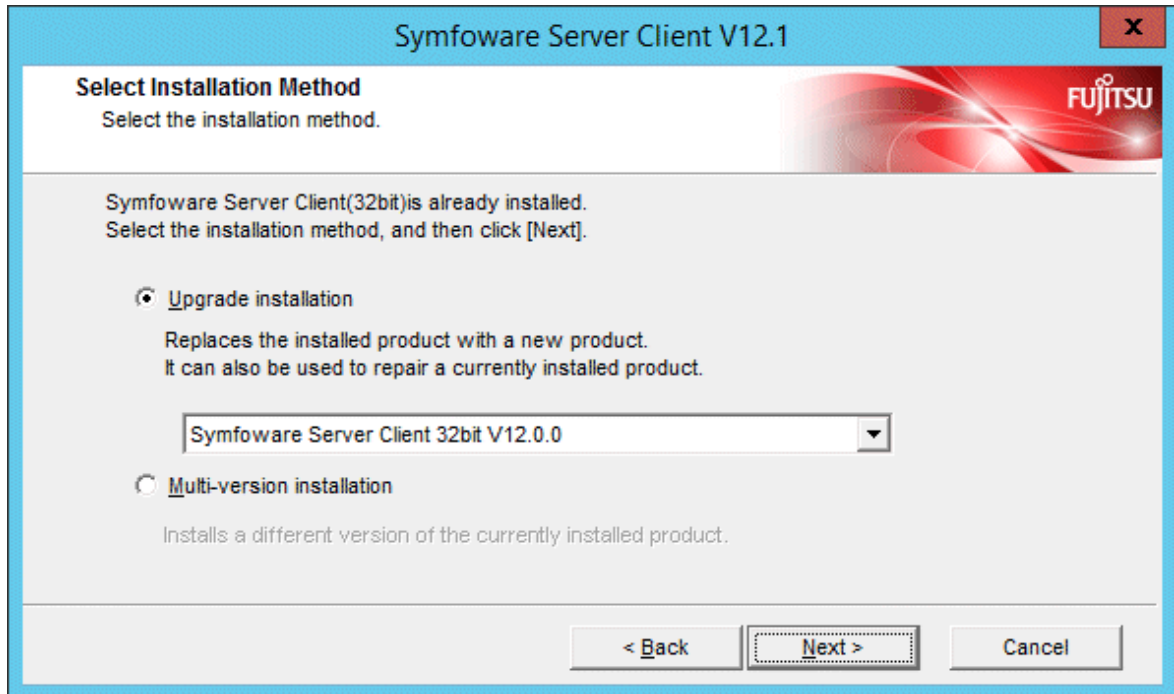 Symfoware Server Client V12.1
x
Select Installation Method
Select the installation method.
FUJITSU
Symfoware Server Client(32bit)is already installed.
Select the installation method, and then click [Next].
Upgrade installation
Replaces the installed product with a new product.
It can also be used to repair a currently installed product.
Symfoware Server Client 32bit V12.0.0
Multi-version installation
Installs a different version of the currently installed product.
< Back
Next >
Cancel